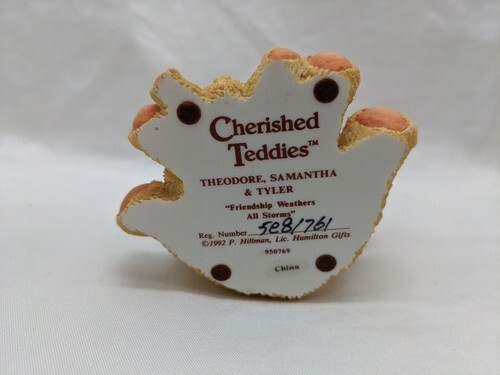 Cherished
Teddies™
THEODORE, SAMANTHA
& TYLER
"Friendship Weathers
All Storms"
Reg. Number 5E8/761
©1992 P. Hillman, Lic. Hamilton Gifts
950769
China